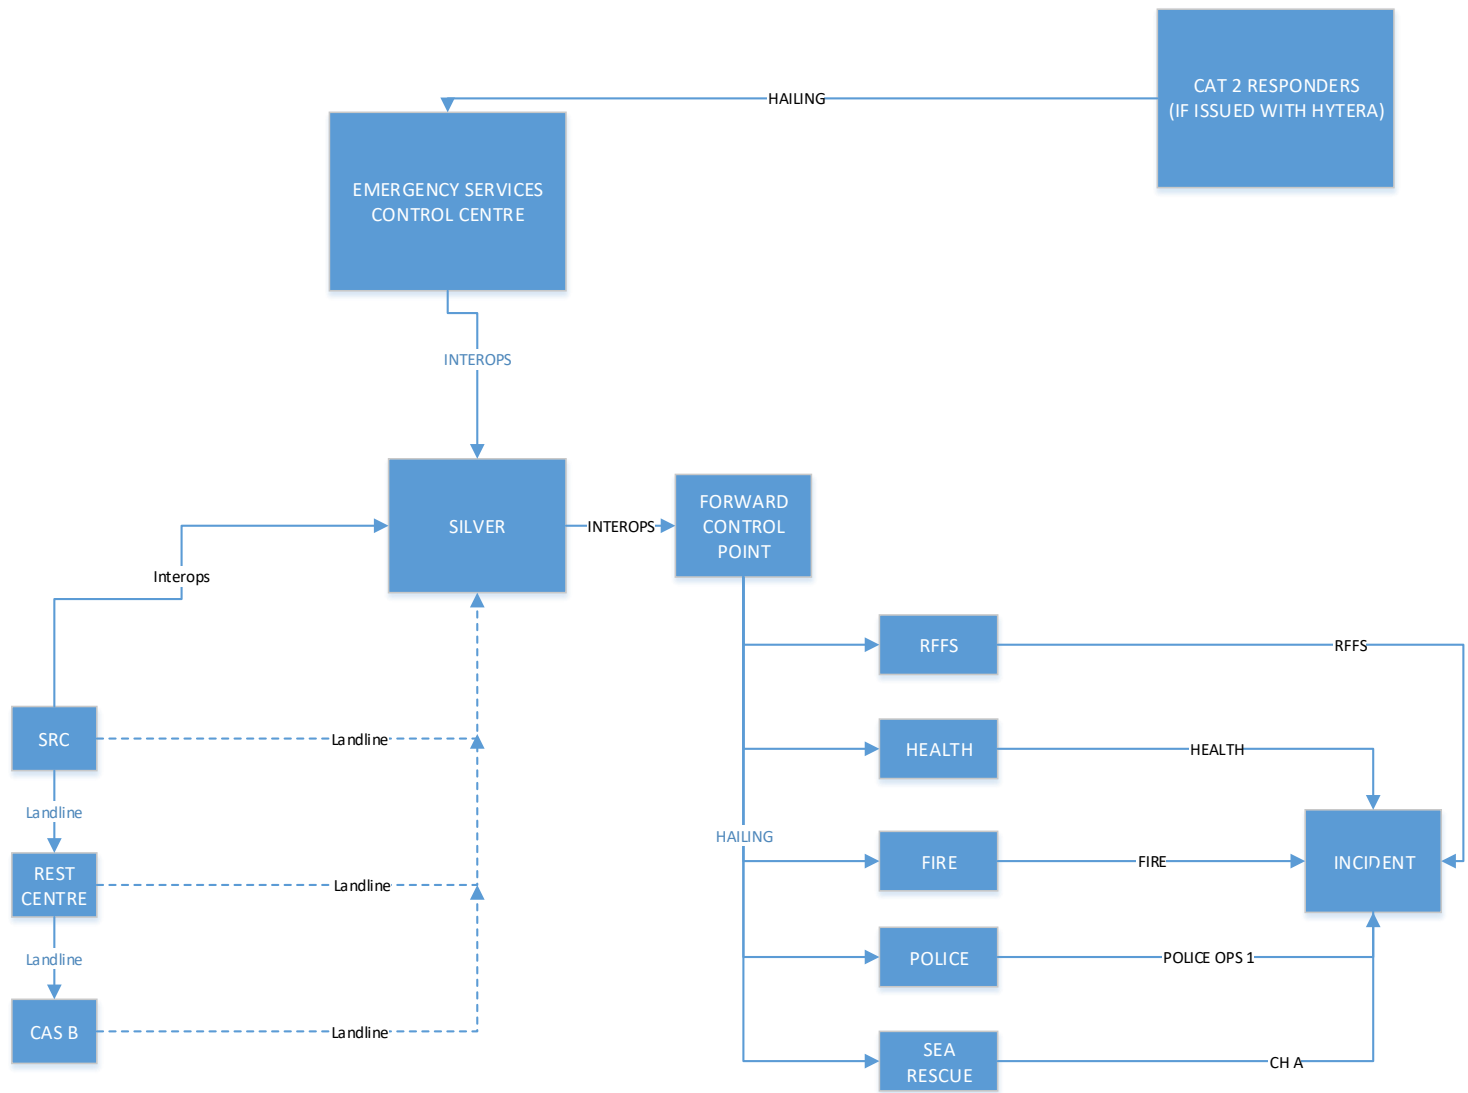 CAT 2 RESPONDERS
(IF ISSUED WITH HYTERA)
HAILING
EMERGENCY SERVICES
CONTROL CENTRE
INTEROPS
SILVER
INTEROPS
FORWARD
CONTROL
POINT
Interops
RFFS
RFFS
SRC
Landline
HEALTH
HEALTH
Landline
HAILING
FIRE
FIRE
INCIDENT
REST
CENTRE
Landline
Landline
POLICE
POLICE OPS 1
CAS B
Landline
SEA
RESCUE
CH A